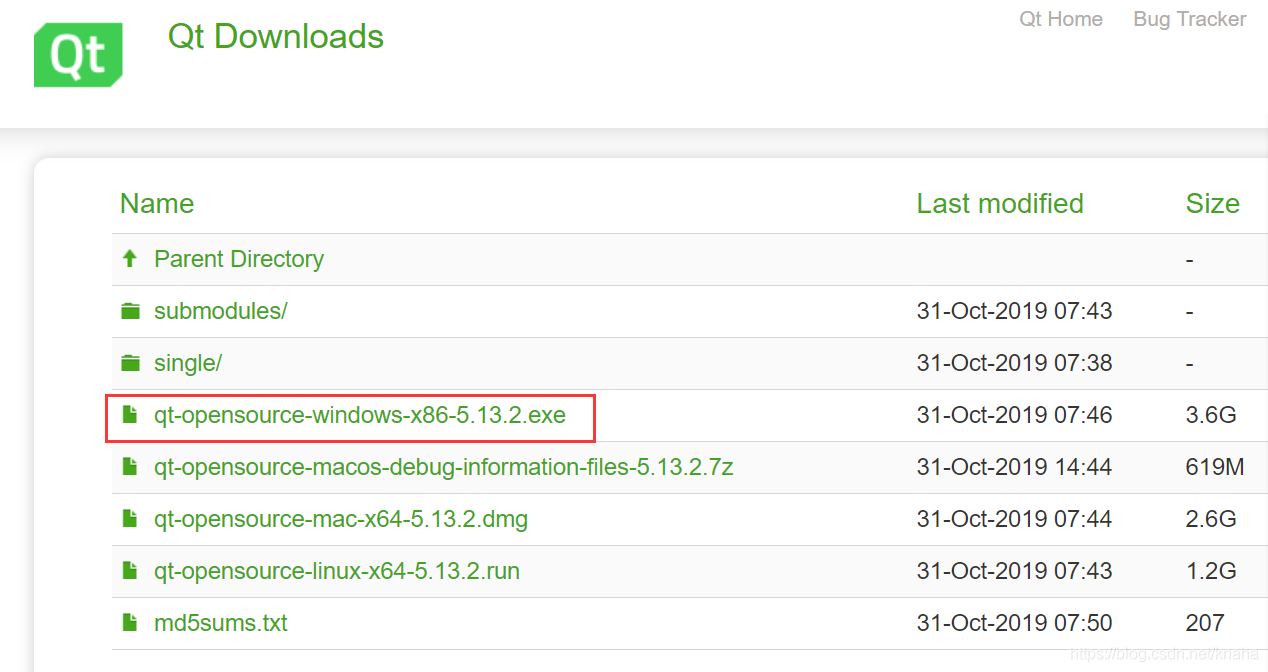 Qt Home Bug Tracker
Qt Qt Downloads
Name Last modified Size
Parent Directory -
submodules/ 31-Oct-2019 07:43 -
single/ 31-Oct-2019 07:38 -
qt-opensource-windows-x86-5.13.2.exe 31-Oct-2019 07:46 3.6G
qt-opensource-macos-debug-information-files-5.13.2.7z 31-Oct-2019 14:44 619M
qt-opensource-mac-x64-5.13.2.dmg 31-Oct-2019 07:44 2.6G
qt-opensource-linux-x64-5.13.2.run 31-Oct-2019 07:43 1.2G
md5sums.txt 31-Oct-2019 07:50 207
https://blog.csdn.net/knaha